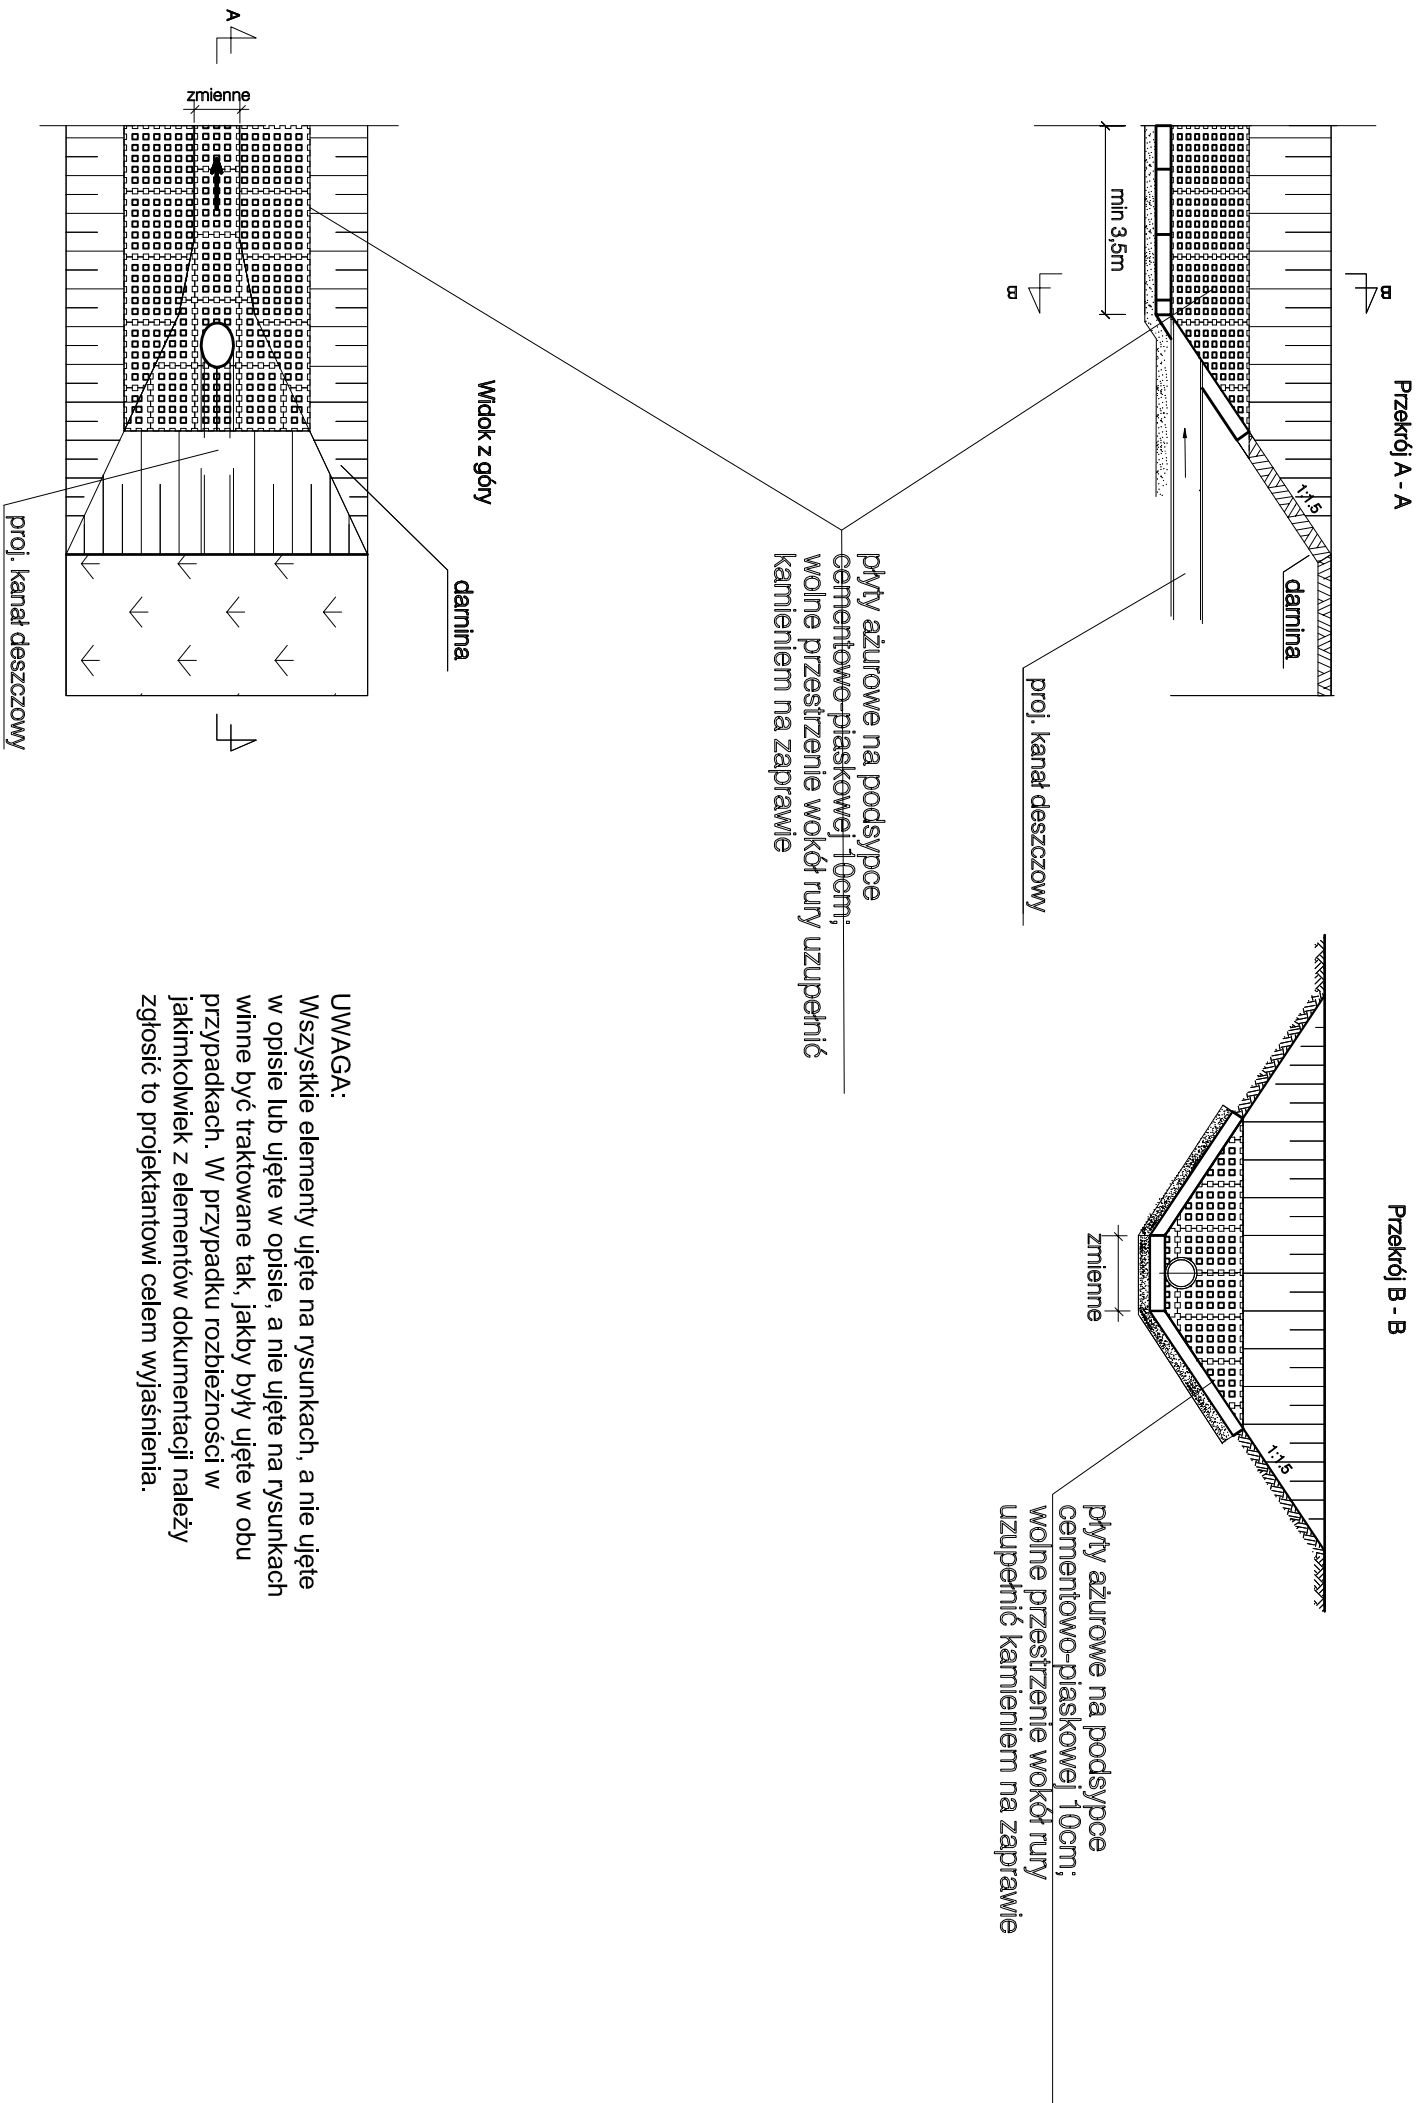 Przekrój A - A
B
B
min 3,5m
1:1.5
darnina
proj. kanał deszczowy
Przekrój B - B
1:1.5
zmienne
płyty ażurowe na podsypce
cementowo-piaskowej 10cm;
wolne przestrzenie wokół rury
uzupełnić kamieniem na zaprawie
płyty ażurowe na podsypce
cementowo-piaskowej 10cm;
wolne przestrzenie wokół rury uzupełnić
kamieniem na zaprawie
Widok z góry
A
zmienne
darnina
proj. kanał deszczowy
UWAGA:
Wszystkie elementy ujęte na rysunkach, a nie ujęte
w opisie lub ujęte w opisie, a nie ujęte na rysunkach
winne być traktowane tak, jakby były ujęte w obu
przypadkach. W przypadku rozbieżności w
jakimkolwiek z elementów dokumentacji należy
zgłosić to projektantowi celem wyjaśnienia.